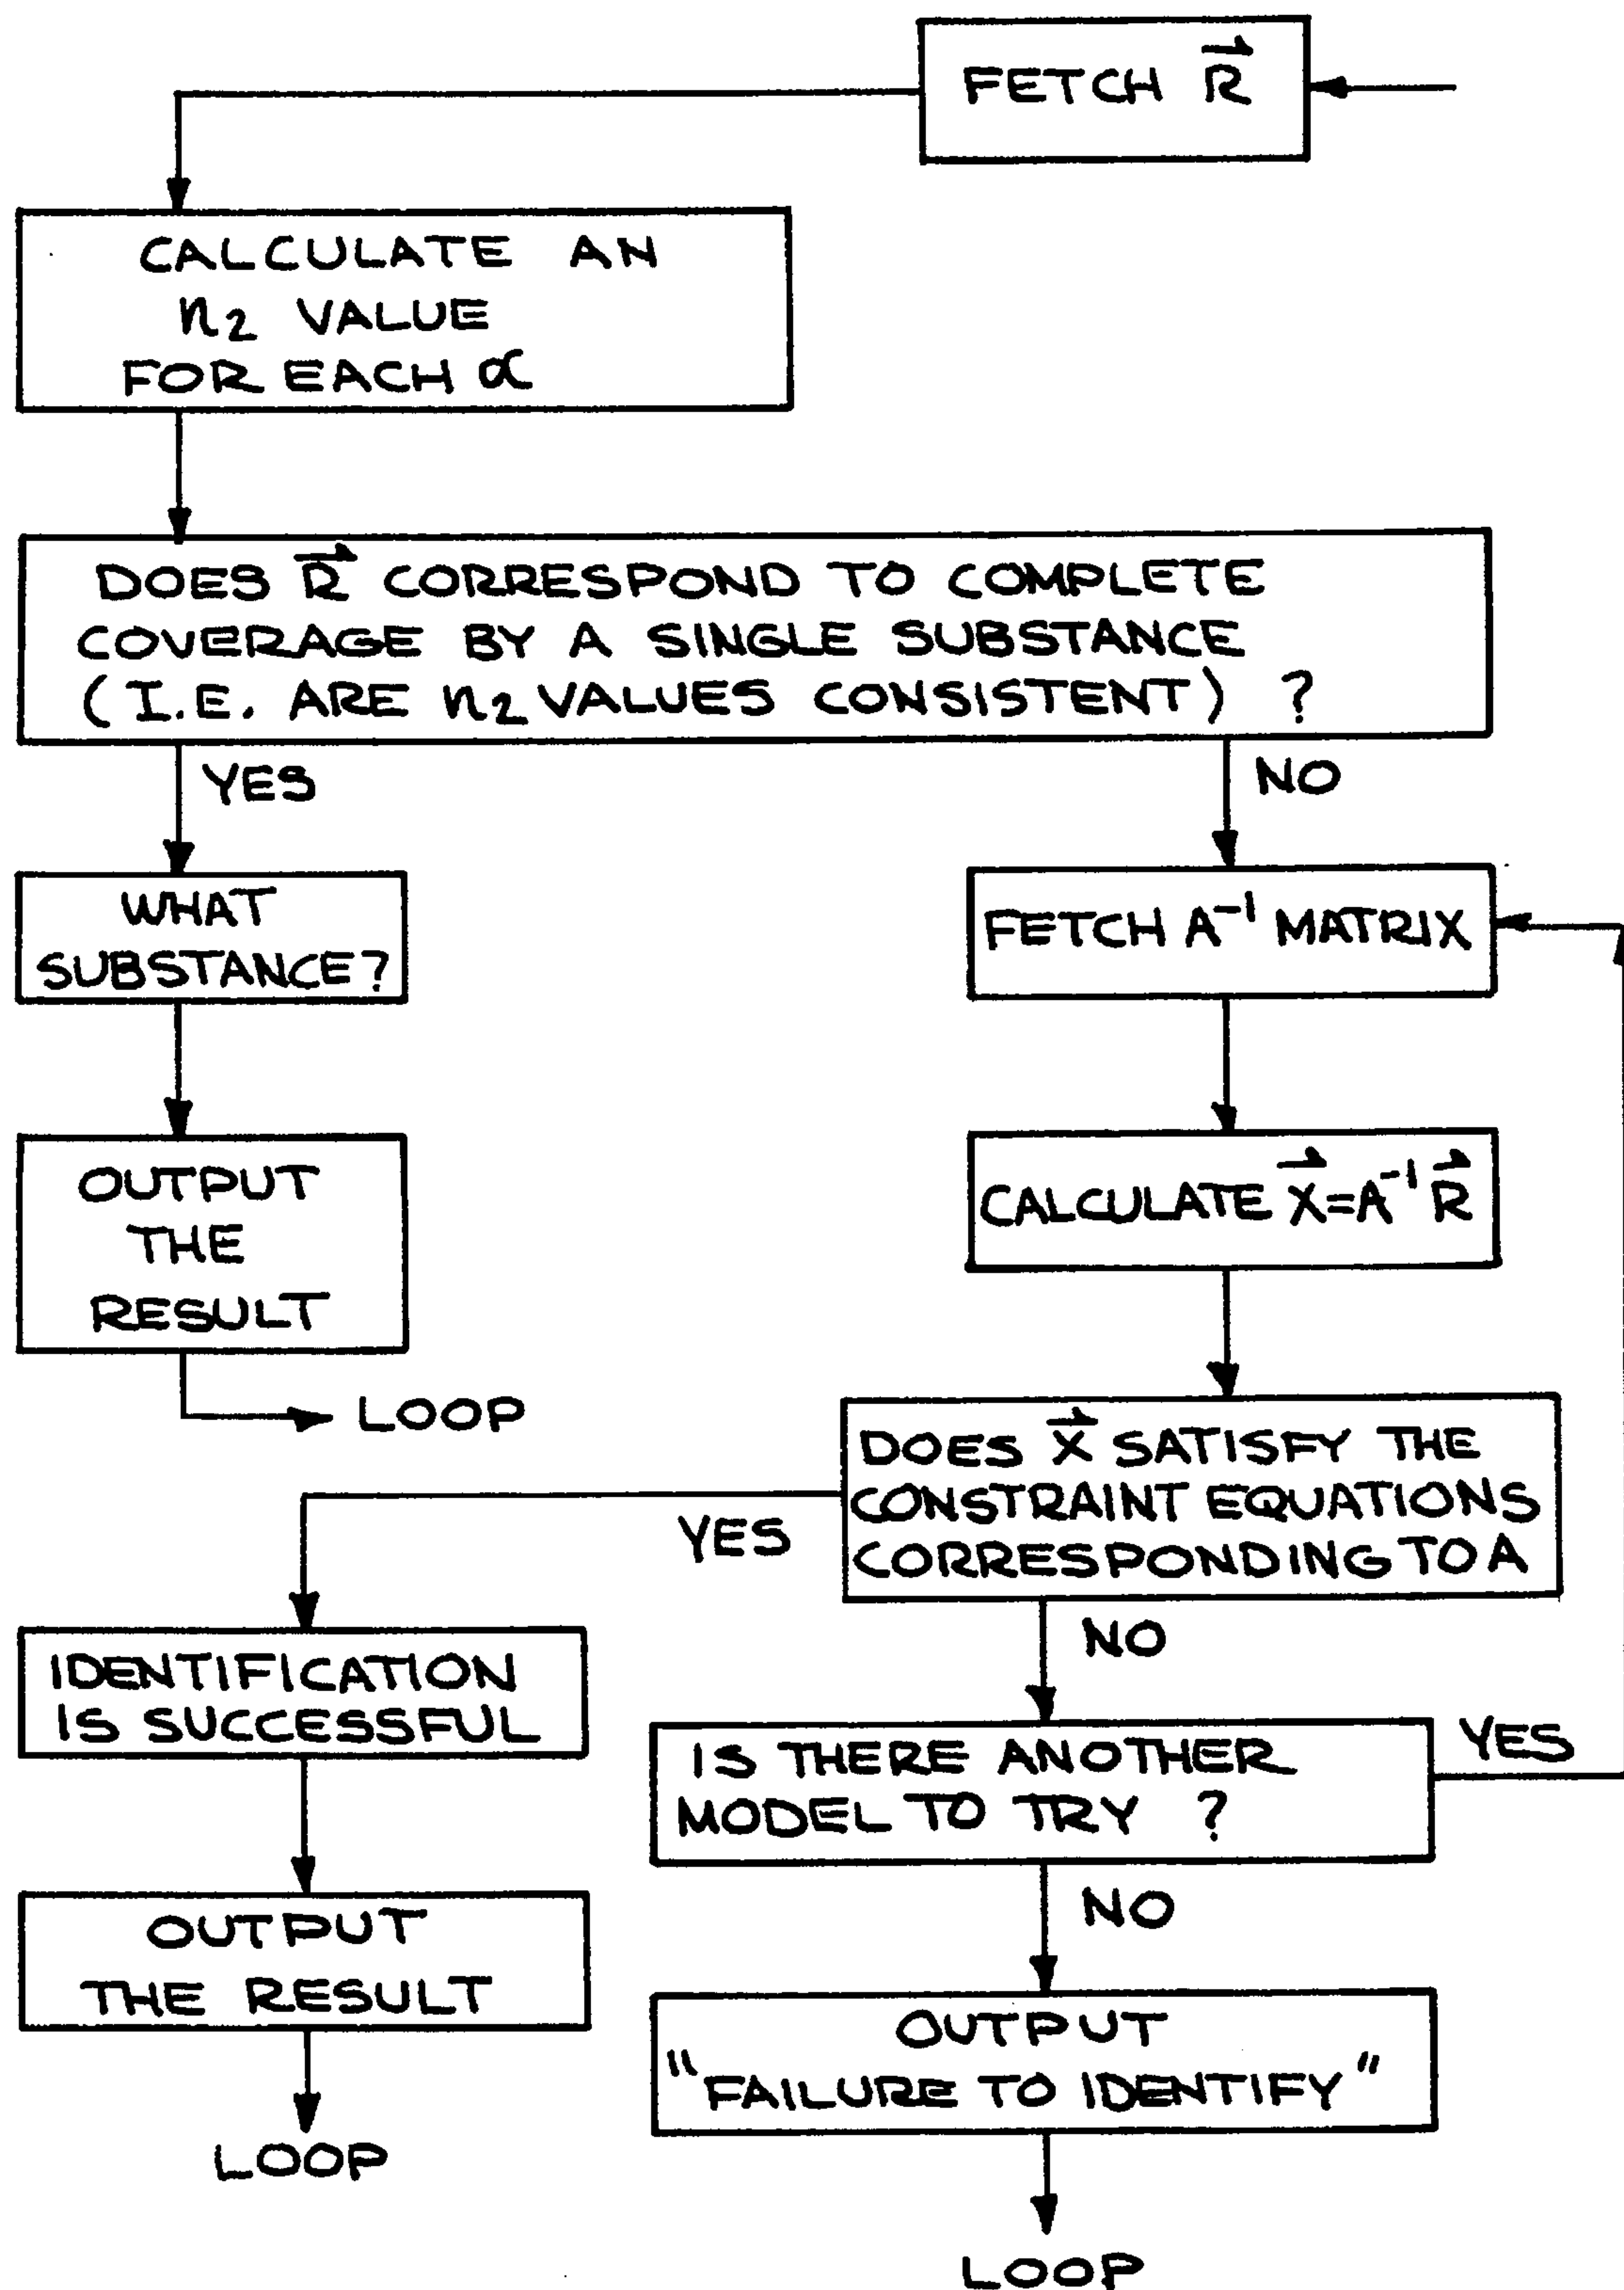 FETCH R⃗
CALCULATE AN
n₂ VALUE
FOR EACH α
DOES R⃗ CORRESPOND TO COMPLETE
COVERAGE BY A SINGLE SUBSTANCE
(I.E. ARE n₂ VALUES CONSISTENT) ?
YES
NO
WHAT
SUBSTANCE?
FETCH A⁻¹ MATRIX
OUTPUT
THE
RESULT
LOOP
CALCULATE X⃗=A⁻¹ R⃗
DOES X⃗ SATISFY THE
CONSTRAINT EQUATIONS
CORRESPONDING TO A
YES
NO
IDENTIFICATION
IS SUCCESSFUL
IS THERE ANOTHER
MODEL TO TRY ?
YES
NO
OUTPUT
THE RESULT
LOOP
OUTPUT
"FAILURE TO IDENTIFY"
LOOP